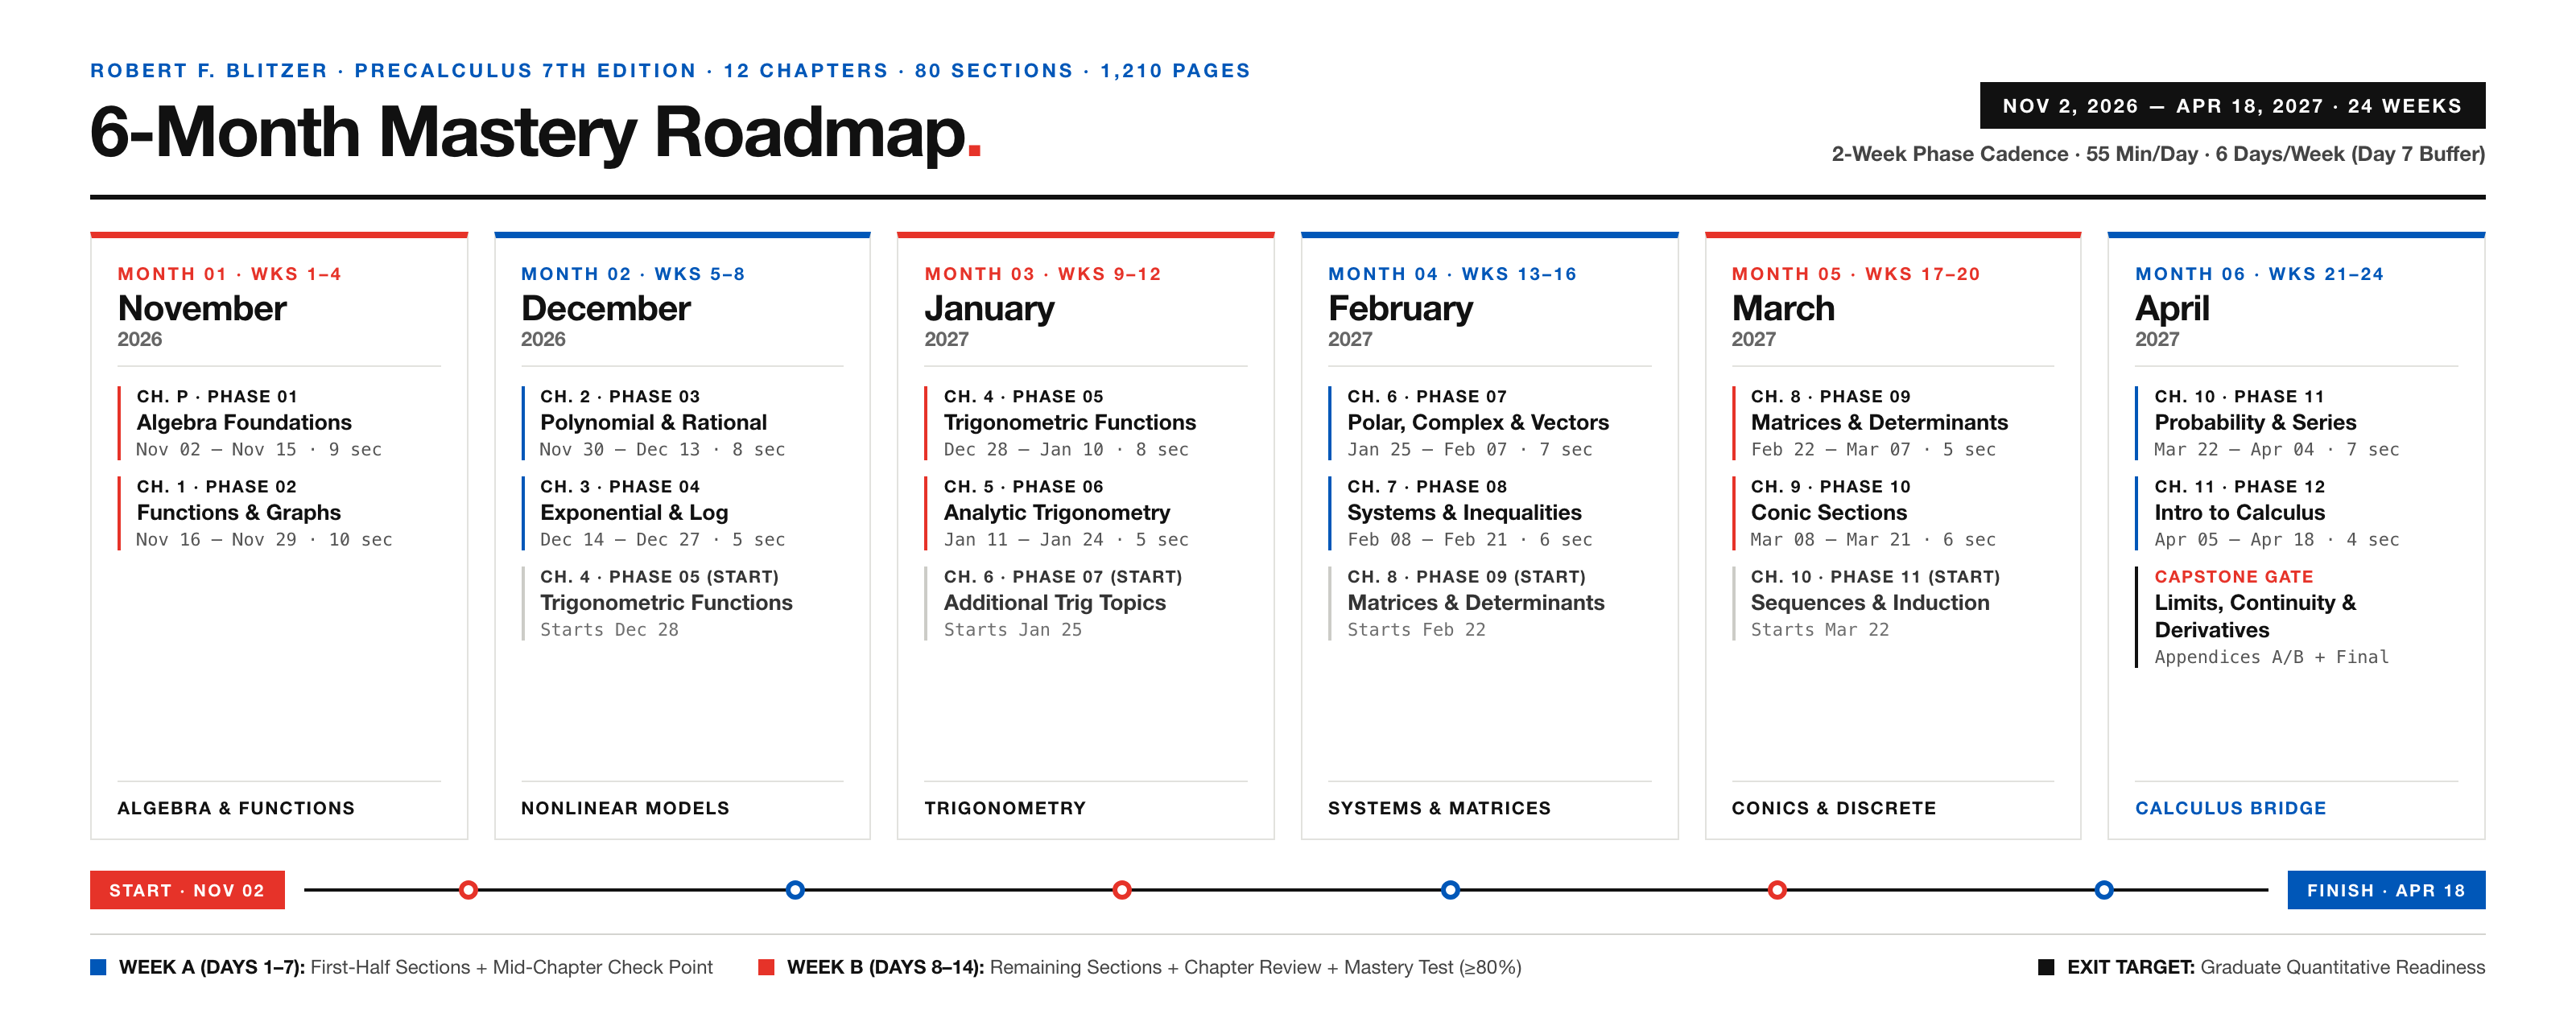 ROBERT F. BLITZER · PRECALCULUS 7TH EDITION · 12 CHAPTERS · 80 SECTIONS · 1,210 PAGES
6-Month Mastery Roadmap.
NOV 2, 2026 — APR 18, 2027 · 24 WEEKS
2-Week Phase Cadence · 55 Min/Day · 6 Days/Week (Day 7 Buffer)
MONTH 01 · WKS 1–4
November
2026
CH. P · PHASE 01
Algebra Foundations
Nov 02 – Nov 15 · 9 sec
CH. 1 · PHASE 02
Functions & Graphs
Nov 16 – Nov 29 · 10 sec
ALGEBRA & FUNCTIONS
MONTH 02 · WKS 5–8
December
2026
CH. 2 · PHASE 03
Polynomial & Rational
Nov 30 – Dec 13 · 8 sec
CH. 3 · PHASE 04
Exponential & Log
Dec 14 – Dec 27 · 5 sec
CH. 4 · PHASE 05 (START)
Trigonometric Functions
Starts Dec 28
NONLINEAR MODELS
MONTH 03 · WKS 9–12
January
2027
CH. 4 · PHASE 05
Trigonometric Functions
Dec 28 – Jan 10 · 8 sec
CH. 5 · PHASE 06
Analytic Trigonometry
Jan 11 – Jan 24 · 5 sec
CH. 6 · PHASE 07 (START)
Additional Trig Topics
Starts Jan 25
TRIGONOMETRY
MONTH 04 · WKS 13–16
February
2027
CH. 6 · PHASE 07
Polar, Complex & Vectors
Jan 25 – Feb 07 · 7 sec
CH. 7 · PHASE 08
Systems & Inequalities
Feb 08 – Feb 21 · 6 sec
CH. 8 · PHASE 09 (START)
Matrices & Determinants
Starts Feb 22
SYSTEMS & MATRICES
MONTH 05 · WKS 17–20
March
2027
CH. 8 · PHASE 09
Matrices & Determinants
Feb 22 – Mar 07 · 5 sec
CH. 9 · PHASE 10
Conic Sections
Mar 08 – Mar 21 · 6 sec
CH. 10 · PHASE 11 (START)
Sequences & Induction
Starts Mar 22
CONICS & DISCRETE
MONTH 06 · WKS 21–24
April
2027
CH. 10 · PHASE 11
Probability & Series
Mar 22 – Apr 04 · 7 sec
CH. 11 · PHASE 12
Intro to Calculus
Apr 05 – Apr 18 · 4 sec
CAPSTONE GATE
Limits, Continuity &
Derivatives
Appendices A/B + Final
CALCULUS BRIDGE
START · NOV 02
FINISH · APR 18
WEEK A (DAYS 1–7): First-Half Sections + Mid-Chapter Check Point
WEEK B (DAYS 8–14): Remaining Sections + Chapter Review + Mastery Test (≥80%)
EXIT TARGET: Graduate Quantitative Readiness